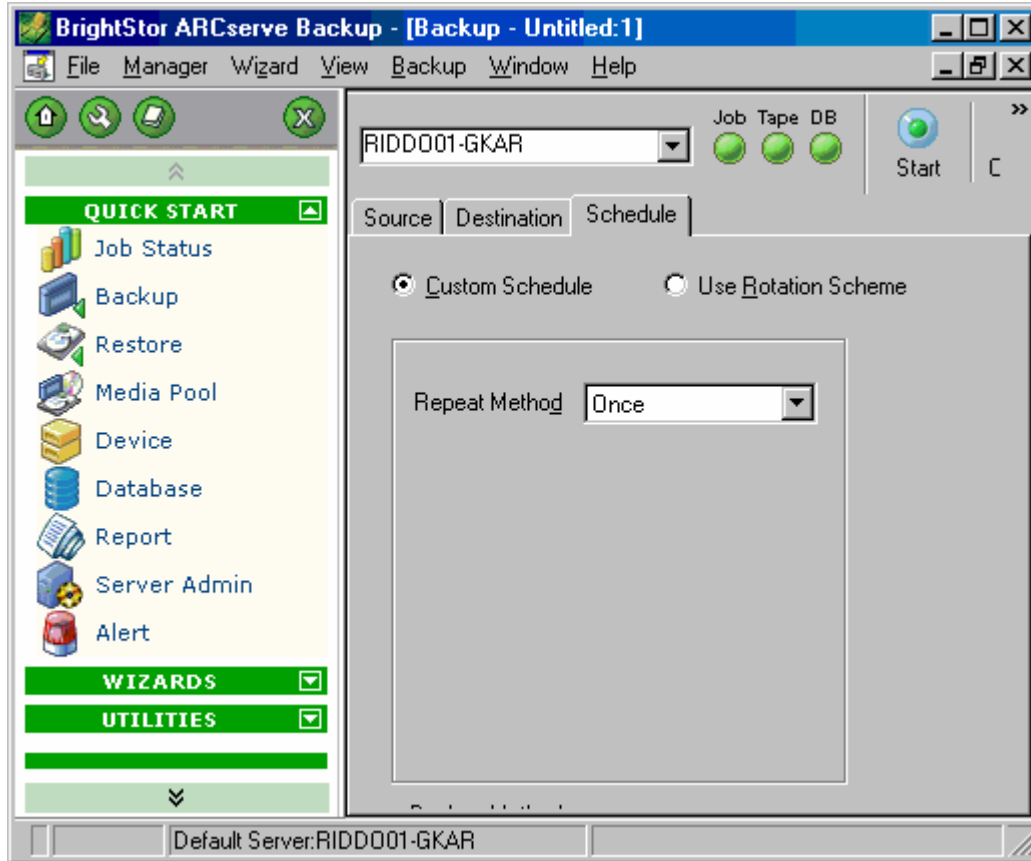 BrightStor ARCserve Backup - [Backup - Untitled:1]
File Manager Wizard View Backup Window Help
RIDDO01-GKAR
Job Tape DB
Start
C
QUICK START
Source Destination Schedule
Job Status
Custom Schedule Use Rotation Scheme
Backup
Restore
Media Pool
Repeat Method Once
Device
Database
Report
Server Admin
Alert
WIZARDS
UTILITIES
Default Server:RIDDO01-GKAR